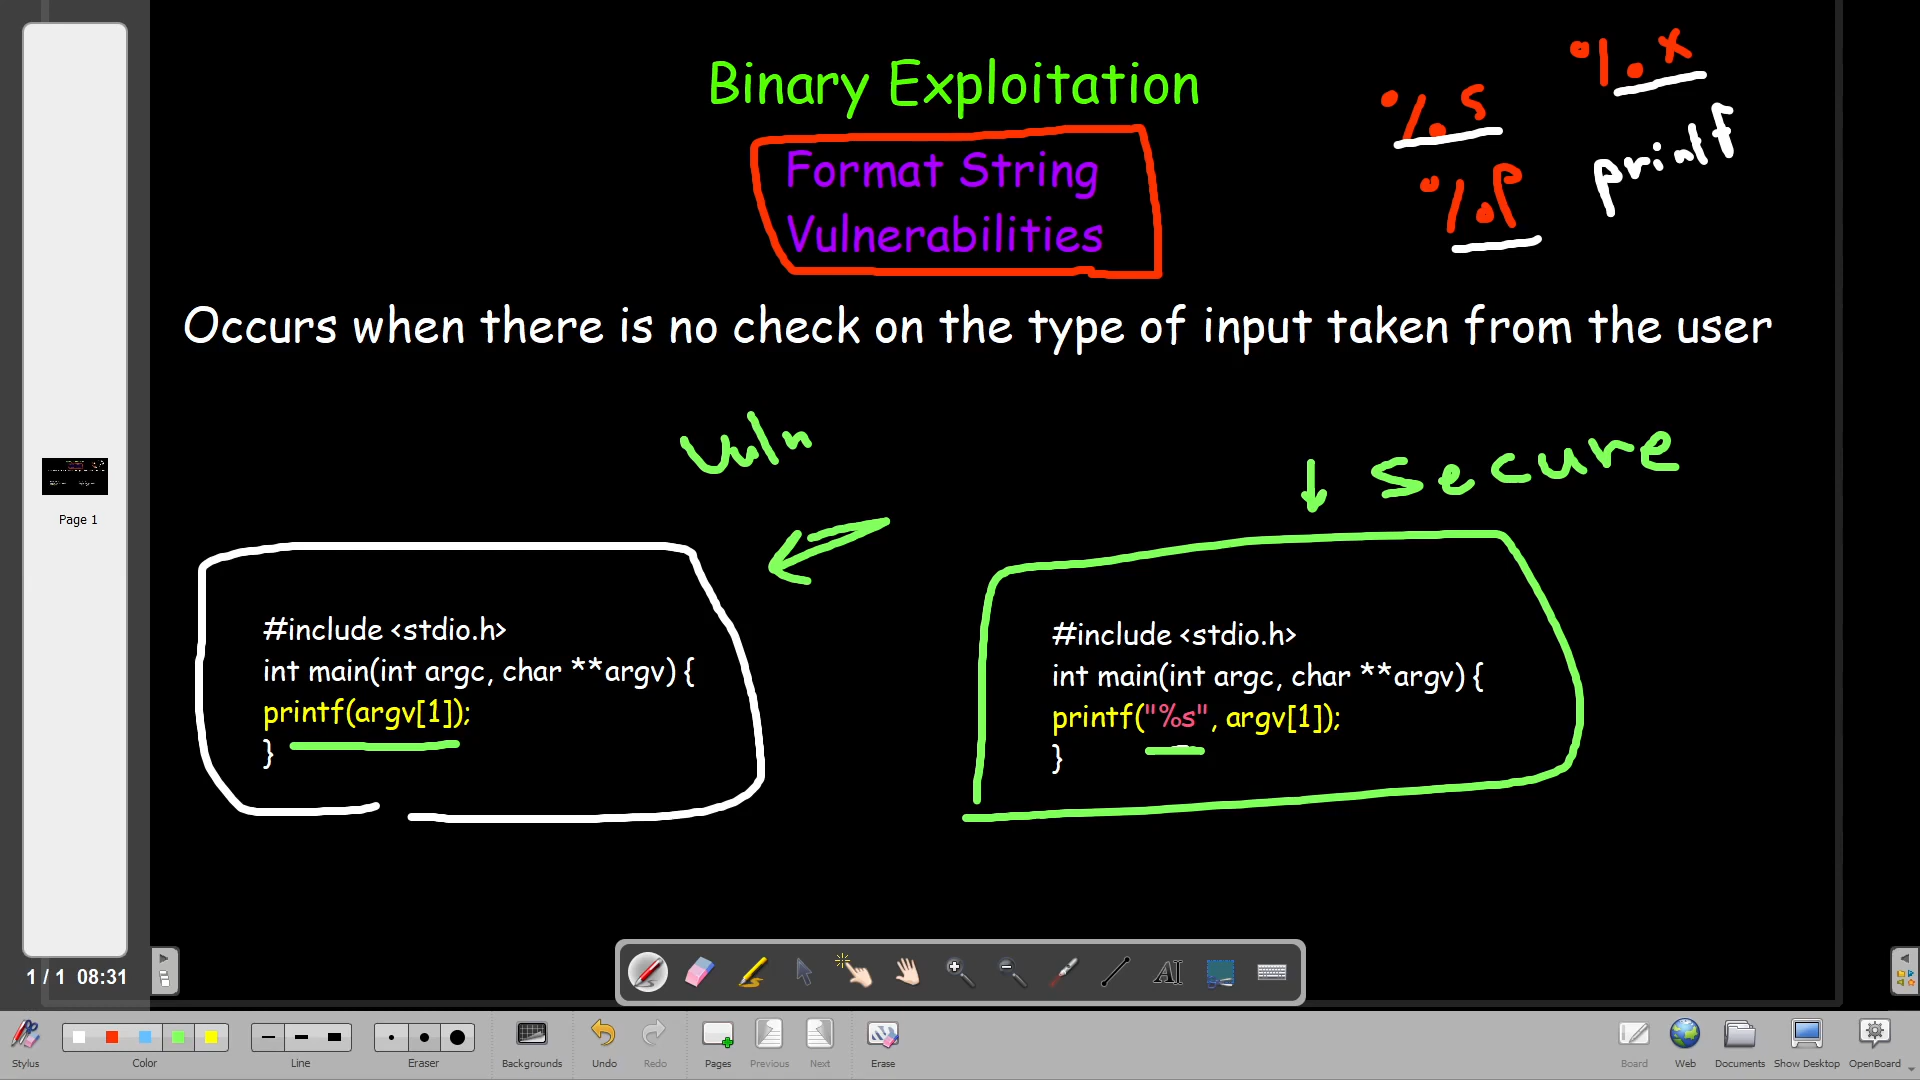 Binary Exploitation
Format String
Vulnerabilities
%s
%x
%p
printf
Occurs when there is no check on the type of input taken from the user
vuln
secure
#include <stdio.h>
int main(int argc, char **argv) {
printf(argv[1]);
}
#include <stdio.h>
int main(int argc, char **argv) {
printf("%s", argv[1]);
}
Page 1
1 / 1 08:31
Stylus
Color
Line
Eraser
Backgrounds
Undo
Redo
Pages
Previous
Next
Erase
Board
Web
Documents
Show Desktop
OpenBoard